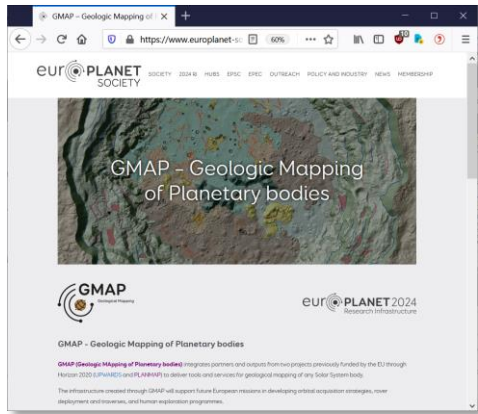 GMAP – Geologic Mapping of
https://www.europlanet-so
60%
EUROPLANET
SOCIETY
SOCIETY 2024 RI HUBS EPSC EPEC OUTREACH POLICY AND INDUSTRY NEWS MEMBERSHIP
GMAP – Geologic Mapping
of Planetary bodies
GMAP
Geological Mapping
EUROPLANET 2024
Research Infrastructure
GMAP - Geologic Mapping of Planetary bodies
GMAP (Geologic MApping of Planetary bodies) integrates partners and outputs from two projects previously funded by the EU through
Horizon 2020 (UPWARDS and PLANMAP) to deliver tools and services for geological mapping of any Solar System body.
The infrastructure created through GMAP will support future European missions in developing orbital acquisition strategies, rover
deployment and traverses, and human exploration programmes.